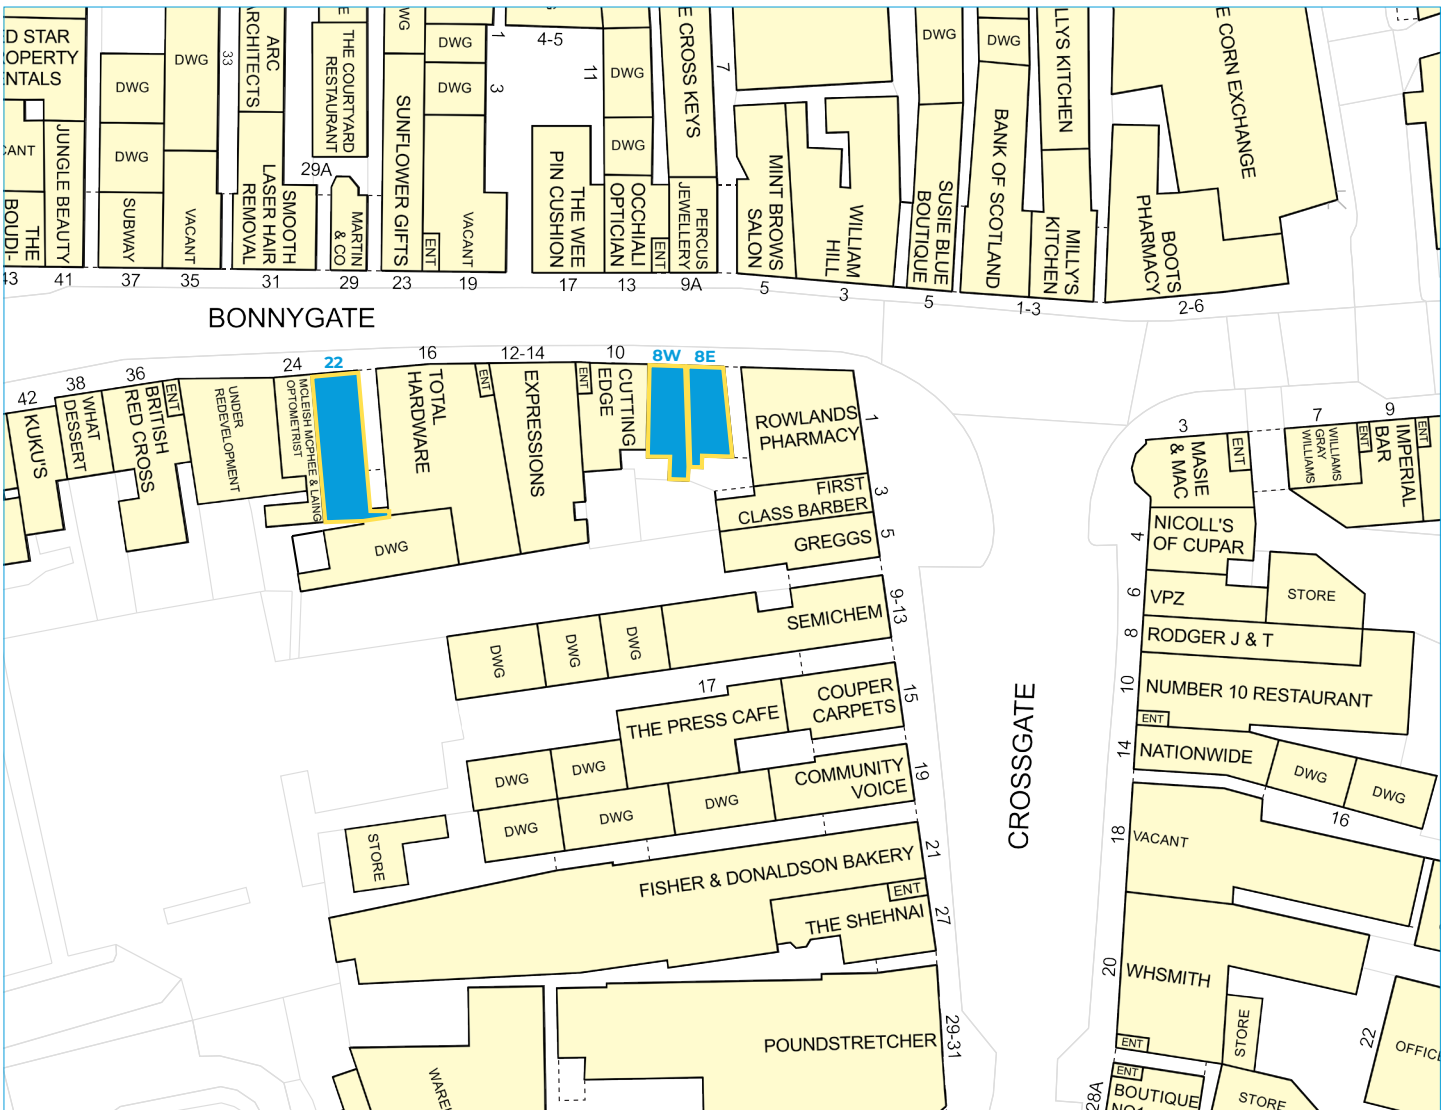 D STAR
OPERTY
NTALS
DWG
DWG
CANT
JUNGLE BEAUTY
THE
BOUDI-
SUBWAY
DWG
VACANT
33
ARC
ARCHITECTS
SMOOTH
LASER HAIR
REMOVAL
E
THE COURTYARD
RESTAURANT
29A
MARTIN
& CO
WG
SUNFLOWER GIFTS
DWG
DWG
1
3
ENT
VACANT
4-5
11
DWG
DWG
THE WEE
PIN CUSHION
OCCHIALI
OPTICIAN
ENT
E CROSS KEYS
PERCUS
JEWELLERY
7
MINT BROWS
SALON
WILLIAM
HILL
DWG
SUSIE BLUE
BOUTIQUE
DWG
BANK OF SCOTLAND
LLYS KITCHEN
MILLY'S
KITCHEN
E CORN EXCHANGE
BOOTS
PHARMACY
43
41
37
35
31
29
23
19
17
13
9A
5
3
5
1-3
2-6
BONNYGATE
42
38
36
24
22
16
12-14
10
8W
8E
KUKU'S
WHAT
DESSERT
BRITISH
RED CROSS
ENT
UNDER
REDEVELOPMENT
MCLEISH MCPHEE & LAING
OPTOMETRIST
TOTAL
HARDWARE
ENT
EXPRESSIONS
ENT
CUTTING
EDGE
DWG
ROWLANDS
PHARMACY
1
FIRST
CLASS BARBER
3
GREGGS
5
SEMICHEM
9-13
DWG
DWG
DWG
17
THE PRESS CAFE
COUPER
CARPETS
15
DWG
DWG
COMMUNITY
VOICE
19
DWG
DWG
DWG
STORE
FISHER & DONALDSON BAKERY
21
ENT
THE SHEHNAI
27
POUNDSTRETCHER
29-31
WARE
CROSSGATE
3
MASIE
& MAC
ENT
7
WILLIAMS
GRAY
WILLIAMS
9
ENT
IMPERIAL
BAR
ENT
4
NICOLL'S
OF CUPAR
6
VPZ
STORE
8
RODGER J & T
10
NUMBER 10 RESTAURANT
ENT
14
NATIONWIDE
DWG
DWG
16
18
VACANT
20
WHSMITH
ENT
STORE
22
OFFIC
28A
ENT
BOUTIQUE
NO1
STORE